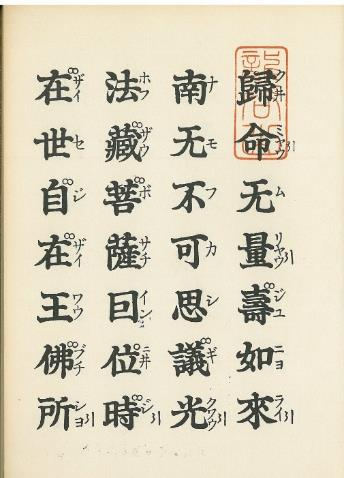 歸命无量壽如來
南无不可思議光
法藏菩薩因位時
在世自在王佛所